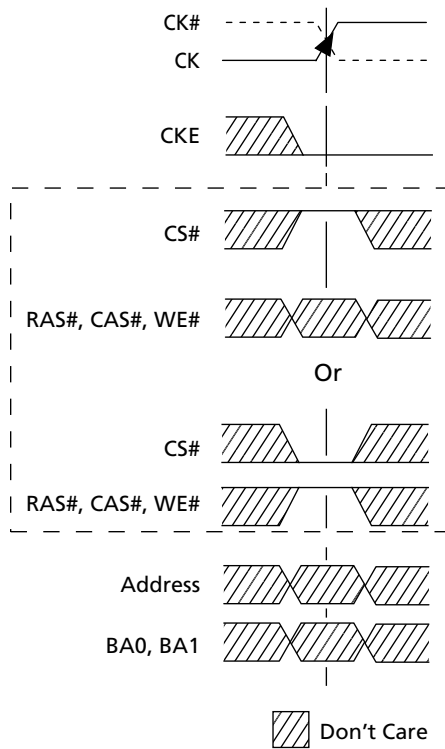 CK#
CK
CKE
CS#
RAS#, CAS#, WE#
Or
CS#
RAS#, CAS#, WE#
Address
BA0, BA1
Don't Care